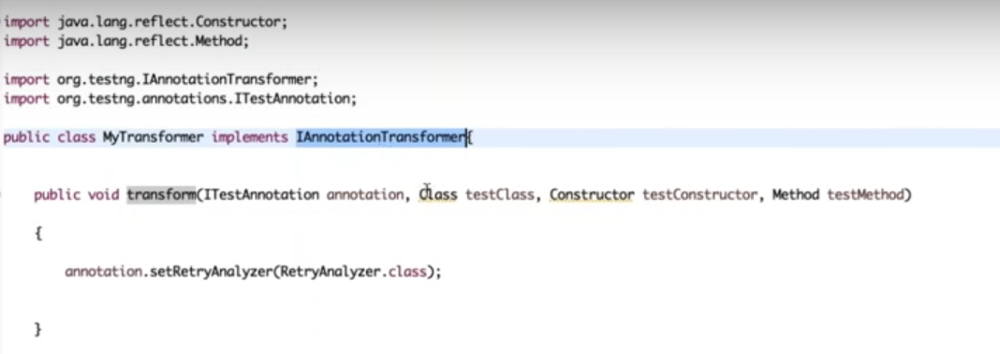 import java.lang.reflect.Constructor;
import java.lang.reflect.Method;
import org.testng.IAnnotationTransformer;
import org.testng.annotations.ITestAnnotation;
public class MyTransformer implements IAnnotationTransformer{
public void transform(ITestAnnotation annotation, Class testClass, Constructor testConstructor, Method testMethod)
{
annotation.setRetryAnalyzer(RetryAnalyzer.class);
}